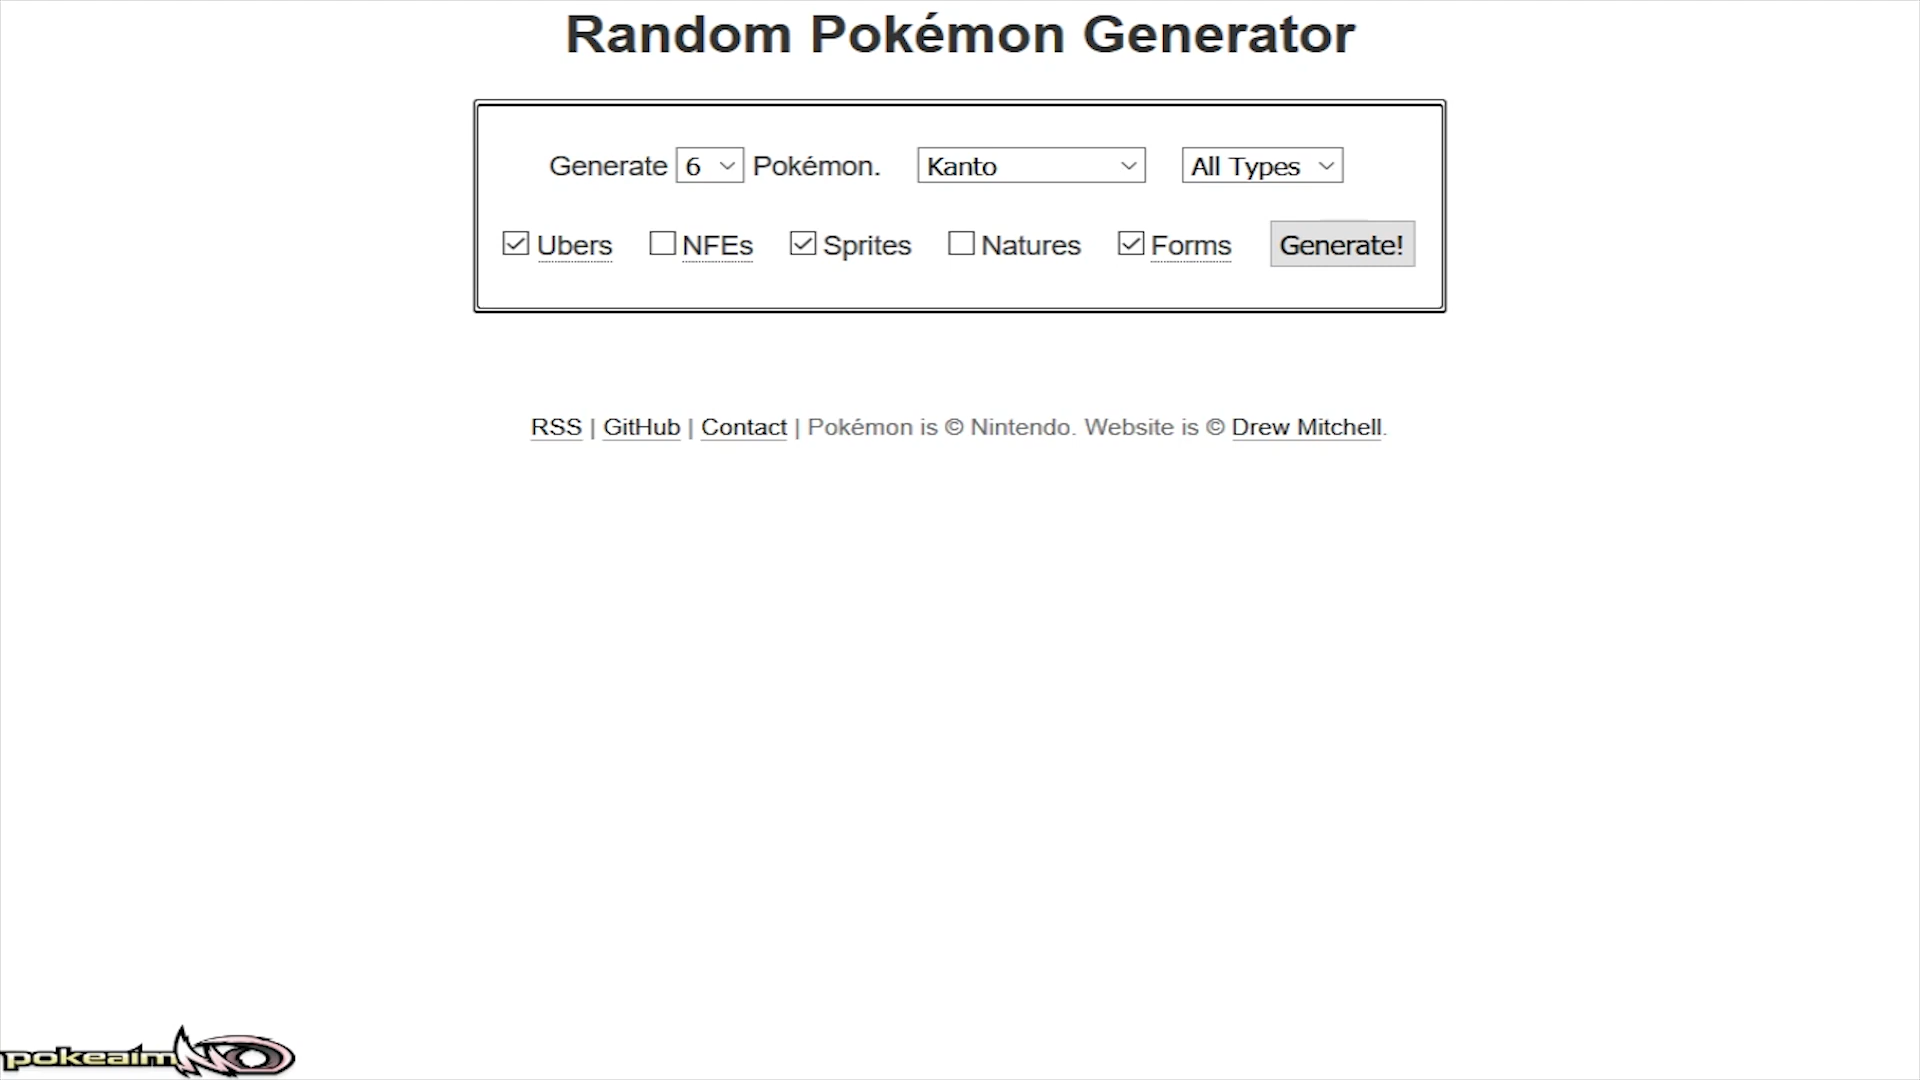 Random Pokémon Generator
Generate 6 Pokémon. Kanto All Types
Ubers NFEs Sprites Natures Forms Generate!
RSS | GitHub | Contact | Pokémon is © Nintendo. Website is © Drew Mitchell.
pokeaimMD